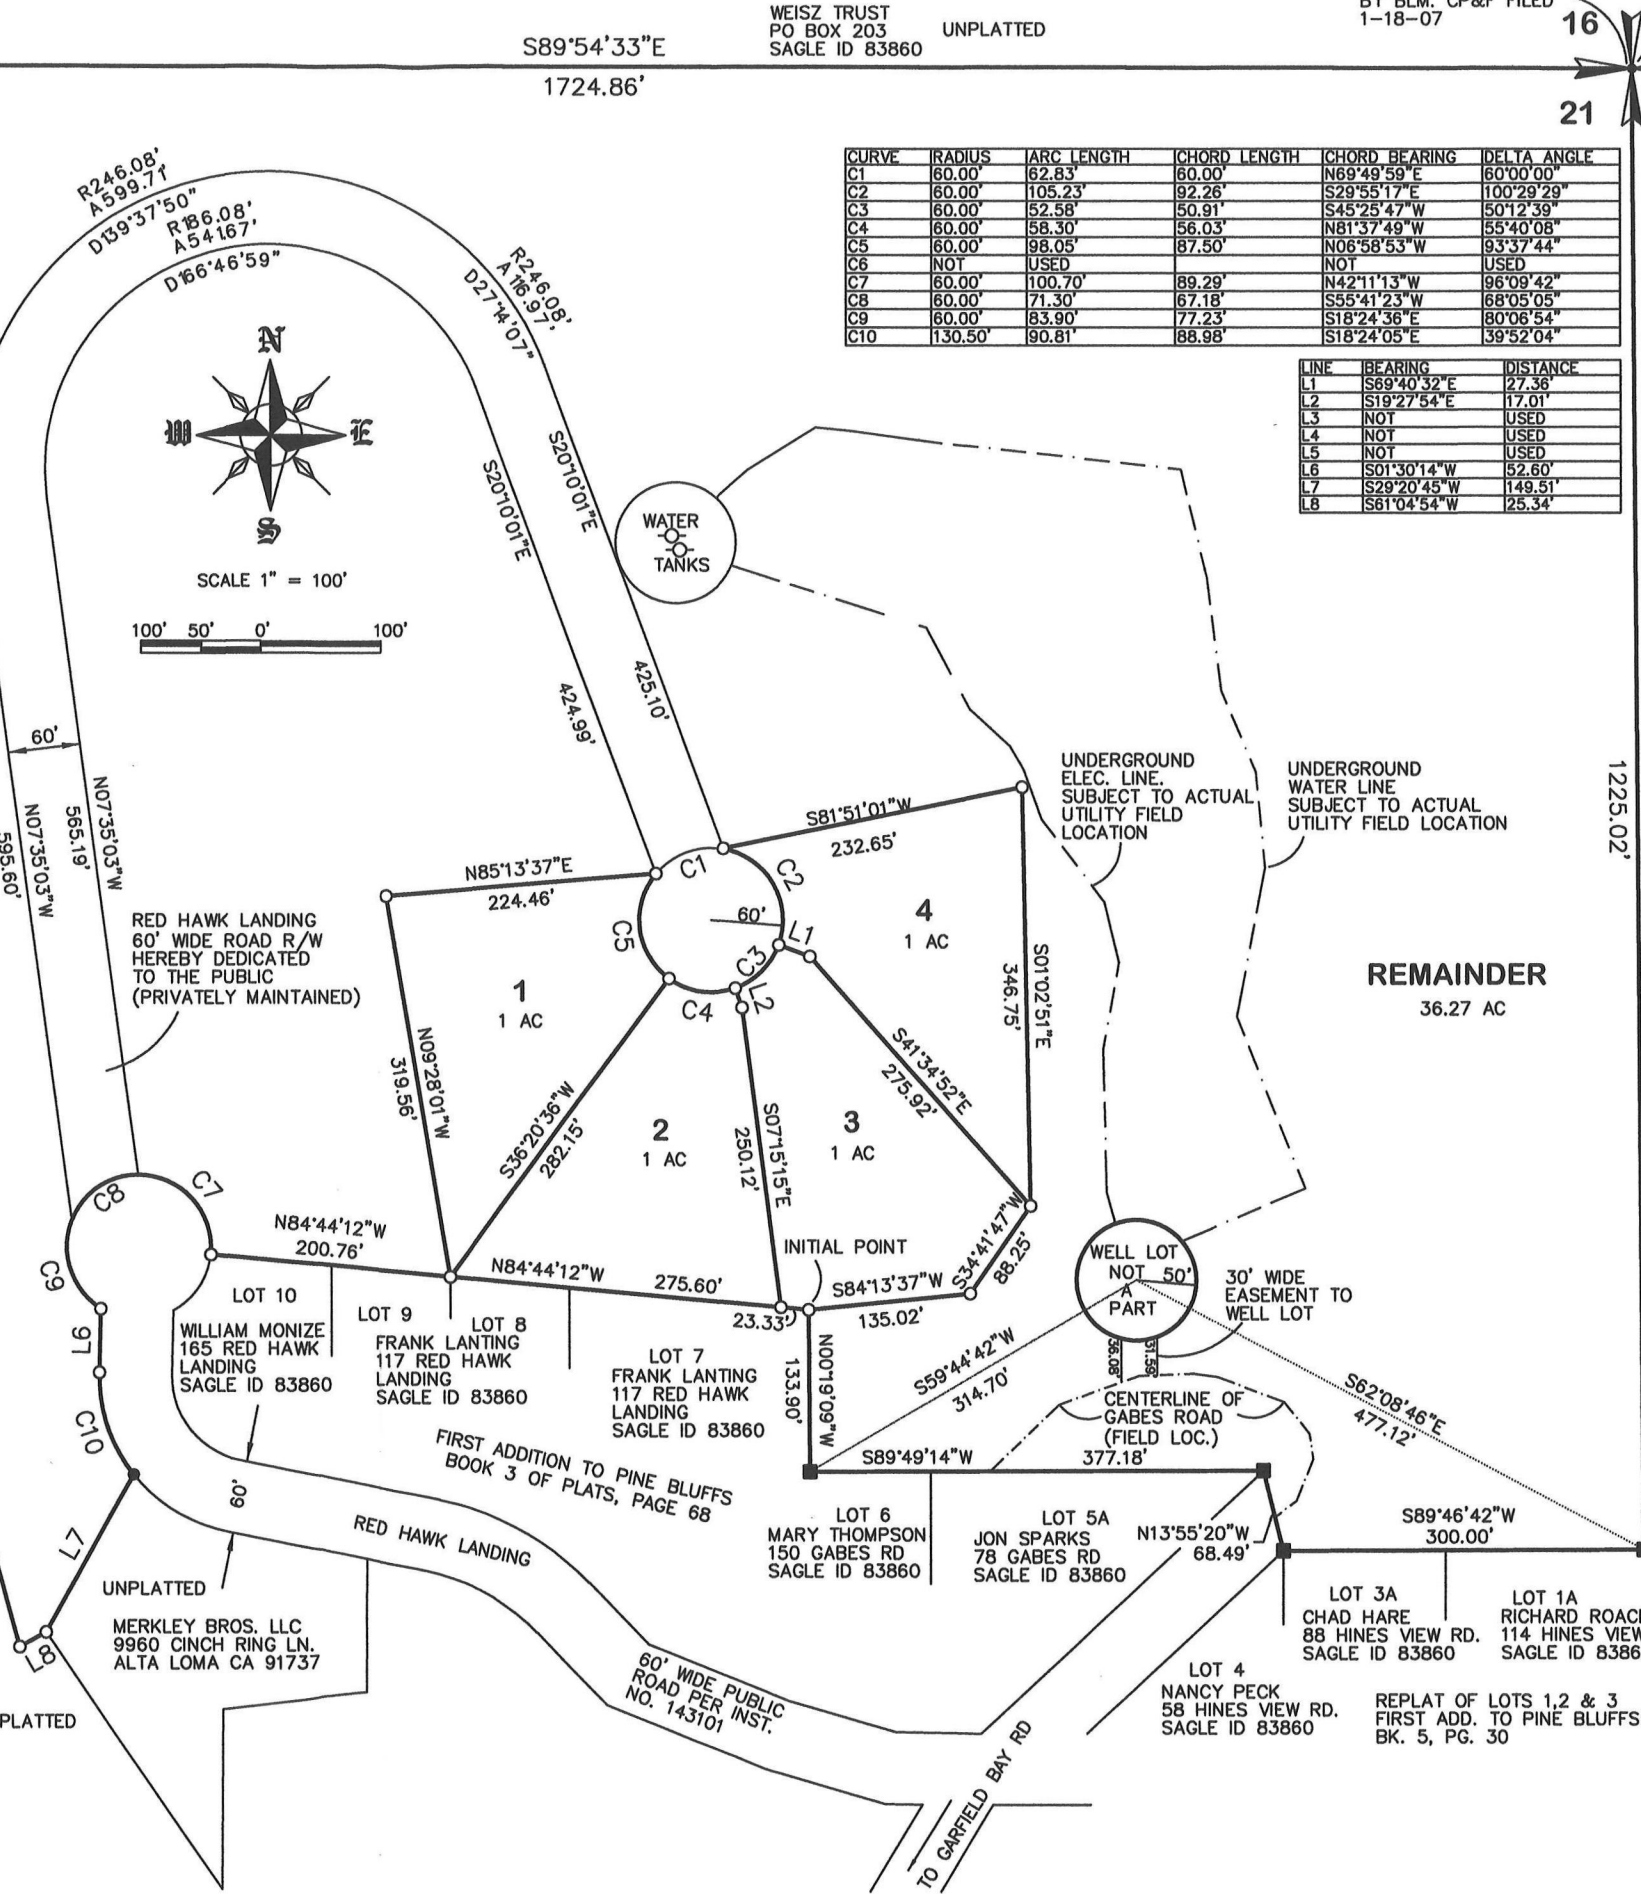 WEISZ TRUST
PO BOX 203
SAGLE ID 83860
UNPLATTED
BY BLM. CP&F FILED
1-18-07
16
21
S89°54'33"E
1724.86'
CURVE RADIUS ARC LENGTH CHORD LENGTH CHORD BEARING DELTA ANGLE
C1 60.00' 62.83' 60.00' N69°49'59"E 60°00'00"
C2 60.00' 105.23' 92.26' S29°55'17"E 100°29'29"
C3 60.00' 52.58' 50.91' S45°25'47"W 50°12'39"
C4 60.00' 58.30' 56.03' N81°37'49"W 55°40'08"
C5 60.00' 98.05' 87.50' N06°58'53"W 93°37'44"
C6 NOT USED NOT USED
C7 60.00' 100.70' 89.29' N42°11'13"W 96°09'42"
C8 60.00' 71.30' 67.18' S55°41'23"W 68°05'05"
C9 60.00' 83.90' 77.23' S18°24'36"E 80°06'54"
C10 130.50' 90.81' 88.98' S18°24'05"E 39°52'04"
LINE BEARING DISTANCE
L1 S69°40'32"E 27.36'
L2 S19°27'54"E 17.01'
L3 NOT USED
L4 NOT USED
L5 NOT USED
L6 S01°30'14"W 52.60'
L7 S29°20'45"W 149.51'
L8 S61°04'54"W 25.34'
R246.08'
A599.71'
D139°37'50"
R186.08'
A541.67'
D166°46'59"
R246.08'
A116.97'
D27°14'07"
N
W
E
S
SCALE 1" = 100'
100' 50' 0' 100'
S20°10'01"E
S20°10'01"E
424.99'
425.10'
WATER
TANKS
60'
N07°35'03"W
565.19'
N07°35'03"W
595.60'
RED HAWK LANDING
60' WIDE ROAD R/W
HEREBY DEDICATED
TO THE PUBLIC
(PRIVATELY MAINTAINED)
UNDERGROUND
ELEC. LINE.
SUBJECT TO ACTUAL
UTILITY FIELD
LOCATION
UNDERGROUND
WATER LINE
SUBJECT TO ACTUAL
UTILITY FIELD LOCATION
1225.02'
S81°51'01"W
232.65'
N85°13'37"E
224.46'
C1
C2
C3
C4
C5
60'
L1
L2
1
1 AC
2
1 AC
3
1 AC
4
1 AC
REMAINDER
36.27 AC
N09°28'01"W
319.56'
S36°20'36"W
282.15'
S07°15'15"E
250.12'
S41°34'52"E
275.92'
S01°02'51"E
346.75'
S34°41'47"W
88.25'
C8
C7
C9
L6
C10
L7
L8
N84°44'12"W
200.76'
N84°44'12"W
275.60'
23.33'
INITIAL POINT
S84°13'37"W
135.02'
N00°19'09"W
133.90'
WELL LOT
NOT
A
PART
50'
30' WIDE
EASEMENT TO
WELL LOT
36.08'
31.59'
S59°44'42"W
314.70'
S62°08'46"E
477.12'
CENTERLINE OF
GABES ROAD
(FIELD LOC.)
S89°49'14"W
377.18'
N13°55'20"W
68.49'
S89°46'42"W
300.00'
LOT 10
WILLIAM MONIZE
165 RED HAWK
LANDING
SAGLE ID 83860
LOT 9
LOT 8
FRANK LANTING
117 RED HAWK
LANDING
SAGLE ID 83860
LOT 7
FRANK LANTING
117 RED HAWK
LANDING
SAGLE ID 83860
FIRST ADDITION TO PINE BLUFFS
BOOK 3 OF PLATS, PAGE 68
60'
RED HAWK LANDING
LOT 6
MARY THOMPSON
150 GABES RD
SAGLE ID 83860
LOT 5A
JON SPARKS
78 GABES RD
SAGLE ID 83860
LOT 3A
CHAD HARE
88 HINES VIEW RD.
SAGLE ID 83860
LOT 1A
RICHARD ROACH
114 HINES VIEW
SAGLE ID 8386
LOT 4
NANCY PECK
58 HINES VIEW RD.
SAGLE ID 83860
REPLAT OF LOTS 1,2 & 3
FIRST ADD. TO PINE BLUFFS
BK. 5, PG. 30
UNPLATTED
MERKLEY BROS. LLC
9960 CINCH RING LN.
ALTA LOMA CA 91737
PLATTED
60' WIDE PUBLIC
ROAD PER INST.
NO. 143101
TO GARFIELD BAY RD